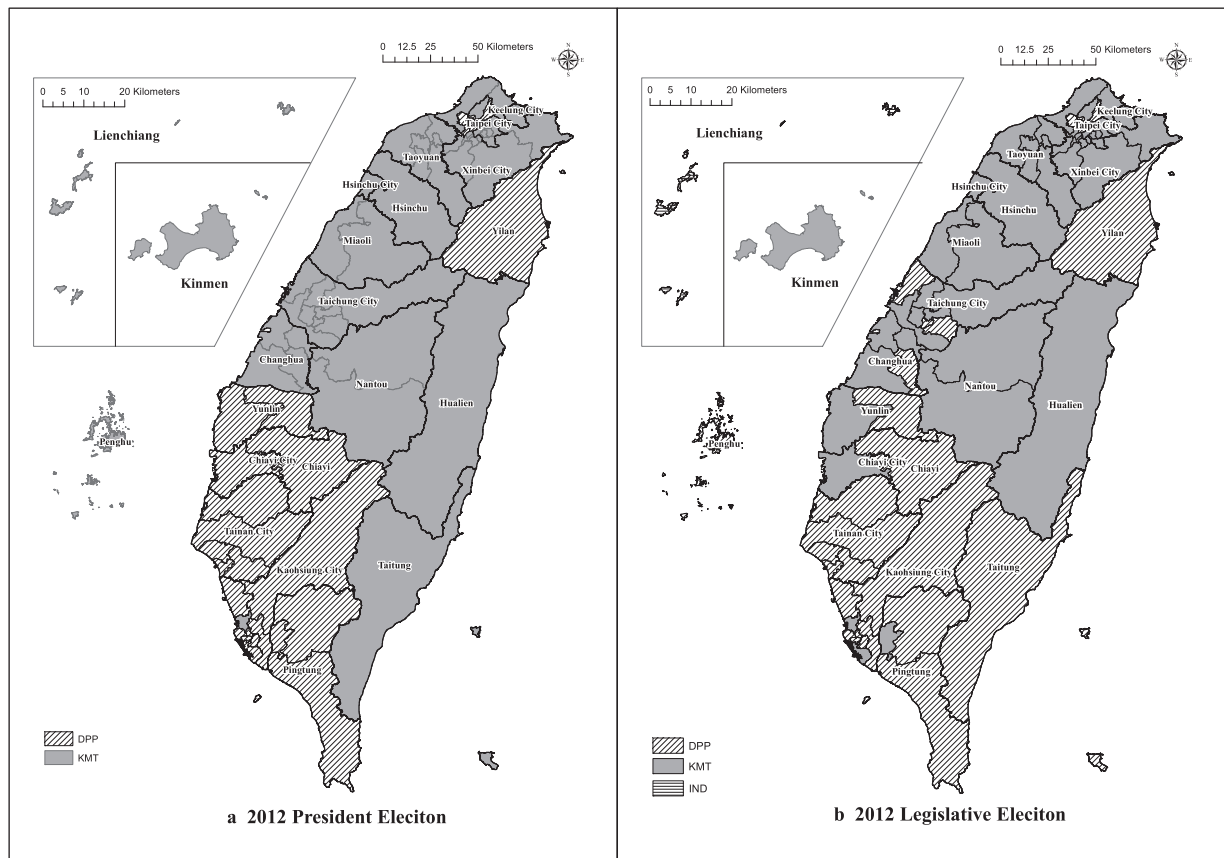 0 12.5 25 50 Kilometers
N
W E
S
0 5 10 20 Kilometers
Lienchiang
Kinmen
Keelung City
Taipei City
Taoyuan
Xinbei City
Hsinchu City
Hsinchu
Yilan
Miaoli
Taichung City
Changhua
Nantou
Hualien
Yunlin
Penghu
Chiayi City
Chiayi
Tainan City
Kaohsiung City
Taitung
Pingtung
DPP
KMT
a 2012 President Eleciton
0 12.5 25 50 Kilometers
N
W E
S
0 5 10 20 Kilometers
Lienchiang
Kinmen
Keelung City
Taipei City
Taoyuan
Xinbei City
Hsinchu City
Hsinchu
Yilan
Miaoli
Taichung City
Changhua
Nantou
Hualien
Yunlin
Penghu
Chiayi City
Chiayi
Tainan City
Kaohsiung City
Taitung
Pingtung
DPP
KMT
IND
b 2012 Legislative Eleciton